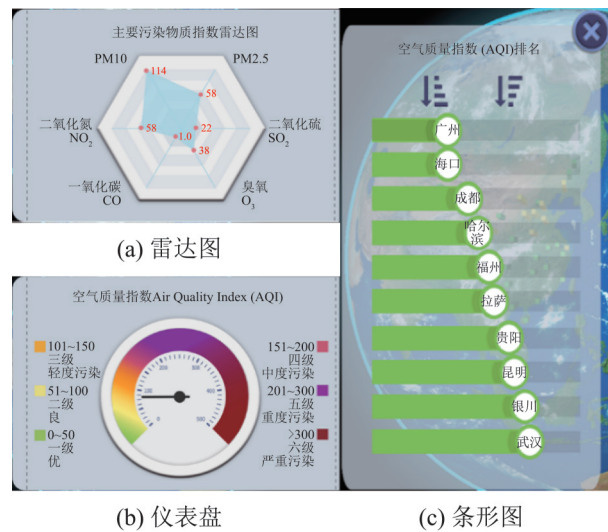 主要污染物质指数雷达图
PM10
PM2.5
114
58
二氧化氮
NO₂
58
22
二氧化硫
SO₂
1.0
38
一氧化碳
CO
臭氧
O₃
(a) 雷达图
空气质量指数Air Quality Index (AQI)
101~150
三级
轻度污染
51~100
二级
良
0~50
一级
优
200
300
100
400
0
500
151~200
四级
中度污染
201~300
五级
重度污染
>300
六级
严重污染
(b) 仪表盘
空气质量指数 (AQI)排名
广州
海口
成都
哈尔
滨
福州
拉萨
贵阳
昆明
银川
武汉
(c) 条形图